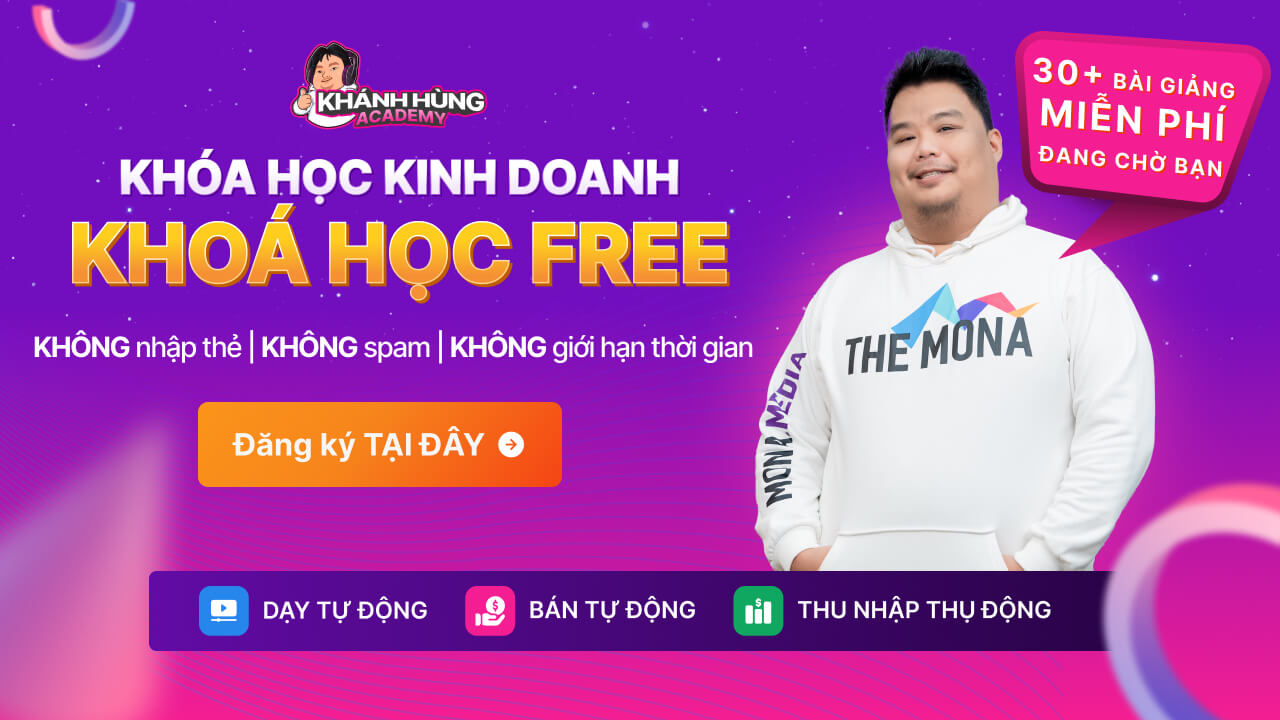 KHÁNH HÙNG
ACADEMY
KHÓA HỌC KINH DOANH
KHOÁ HỌC FREE
KHÔNG nhập thẻ | KHÔNG spam | KHÔNG giới hạn thời gian
Đăng ký TẠI ĐÂY
30+ BÀI GIẢNG
MIỄN PHÍ
ĐANG CHỜ BẠN
THE MONA
MONA MEDIA
DẠY TỰ ĐỘNG
BÁN TỰ ĐỘNG
THU NHẬP THỤ ĐỘNG